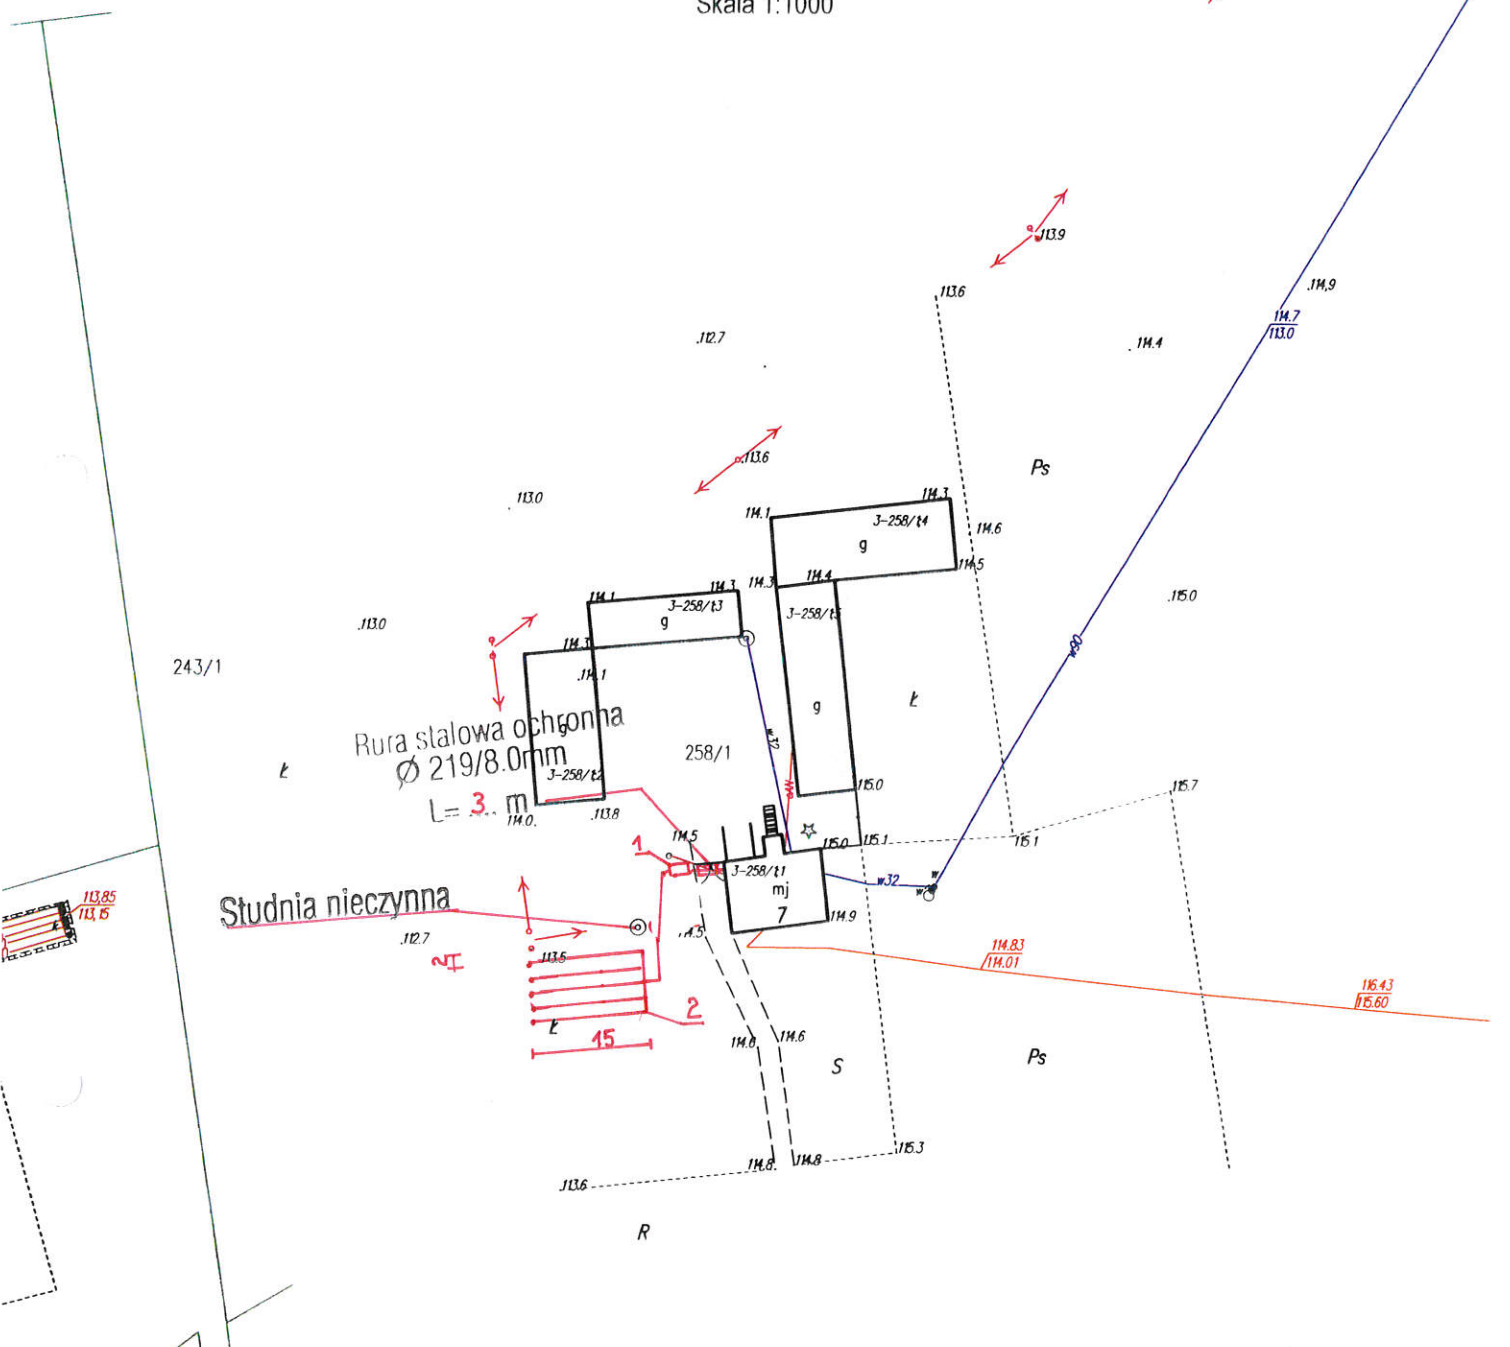 Skala 1:1000
113.9
113.6
.114,9
114.7
113.0
.112.7
.114.4
.113.6
Ps
113.0
114.3
114.1
3-258/t4
g
114.6
114.5
114.3
114.3
114.4
114.1
3-258/t3
g
3-258/t5
.115.0
.113.0
114.3
w90
243/1
.114.1
g
ł
Rura stalowa ochronna
Ø 219/8.0mm
258/1
w32
ł
g
3-258/t2
L= 3 m
115.0
115.7
114.0.
.113.8
114.5
1
115.0
115.1
115.1
3-258/t1
mj
w32
w
w
7
113,85
113,15
Studnia nieczynna
114.9
.112.7
.114.5
113.5
114.83
114.01
116.43
115.60
2
ł
15
114.6
114.6
S
Ps
114.8.
114.8
115.3
.113.6
R